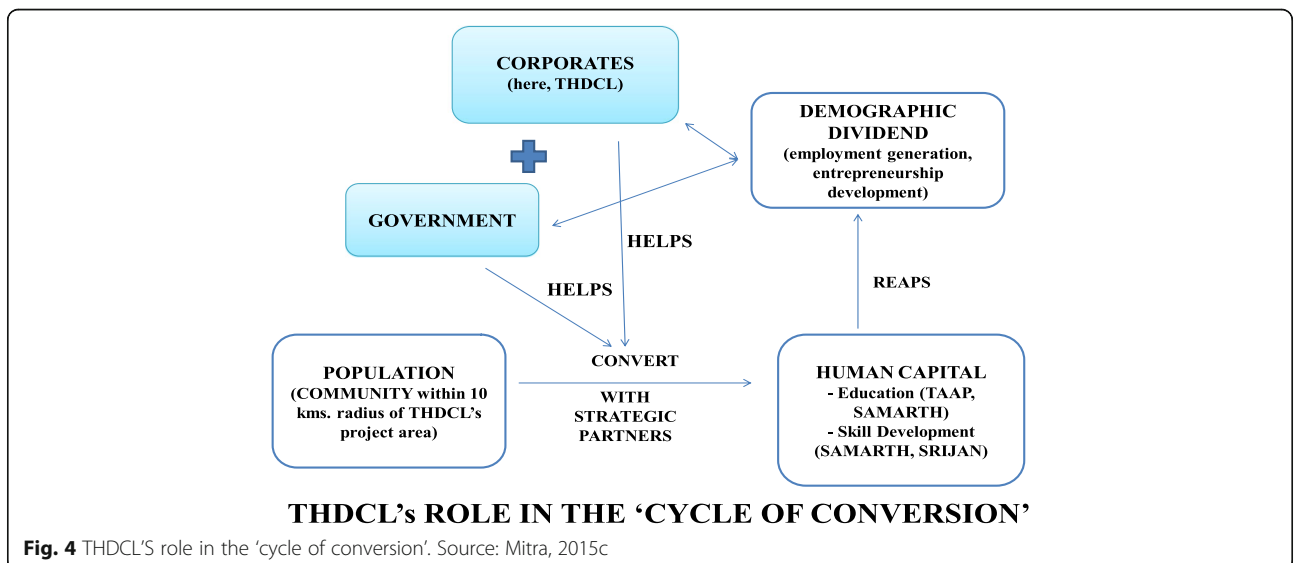 CORPORATES
(here, THDCL)
DEMOGRAPHIC
DIVIDEND
(employment generation,
entrepreneurship
development)
GOVERNMENT
HELPS
HELPS
REAPS
POPULATION
(COMMUNITY within 10
kms. radius of THDCL's
project area)
CONVERT
WITH
STRATEGIC
PARTNERS
HUMAN CAPITAL
- Education (TAAP,
SAMARTH)
- Skill Development
(SAMARTH, SRIJAN)
THDCL's ROLE IN THE ‘CYCLE OF CONVERSION’
Fig. 4 THDCL'S role in the ‘cycle of conversion’. Source: Mitra, 2015c